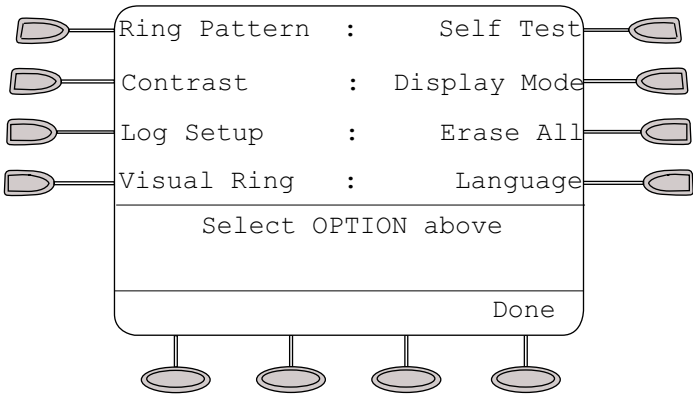 Ring Pattern : Self Test
Contrast : Display Mode
Log Setup : Erase All
Visual Ring : Language
Select OPTION above
Done